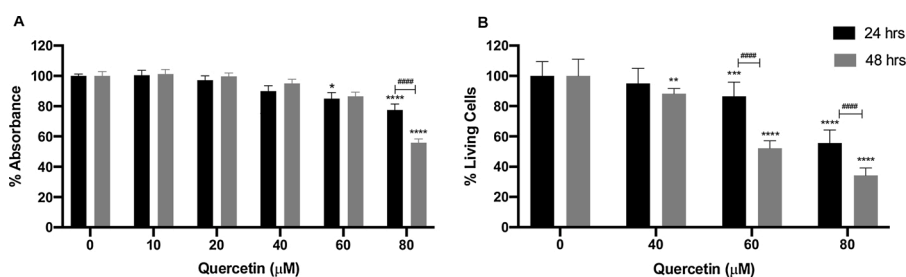 A
120
100
80
60
40
20
0
% Absorbance
*
####
****
****
0 10 20 40 60 80
Quercetin (μM)
B
120
100
80
60
40
20
0
% Living Cells
**
***
####
****
****
####
****
0 40 60 80
Quercetin (μM)
24 hrs
48 hrs